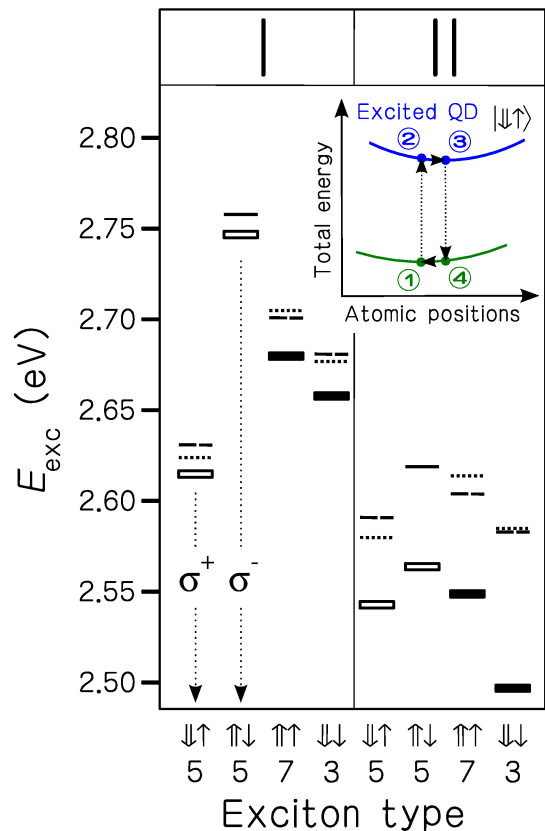 I II
2.80
2.75
2.70
2.65
2.60
2.55
2.50
E_exc (eV)
Excited QD |⇓↑⟩
② ③
① ④
Total energy
Atomic positions
σ⁺ σ⁻
⇓↑ ⇑↓ ⇑↑ ⇓↓ ⇓↑ ⇑↓ ⇑↑ ⇓↓
5 5 7 3 5 5 7 3
Exciton type